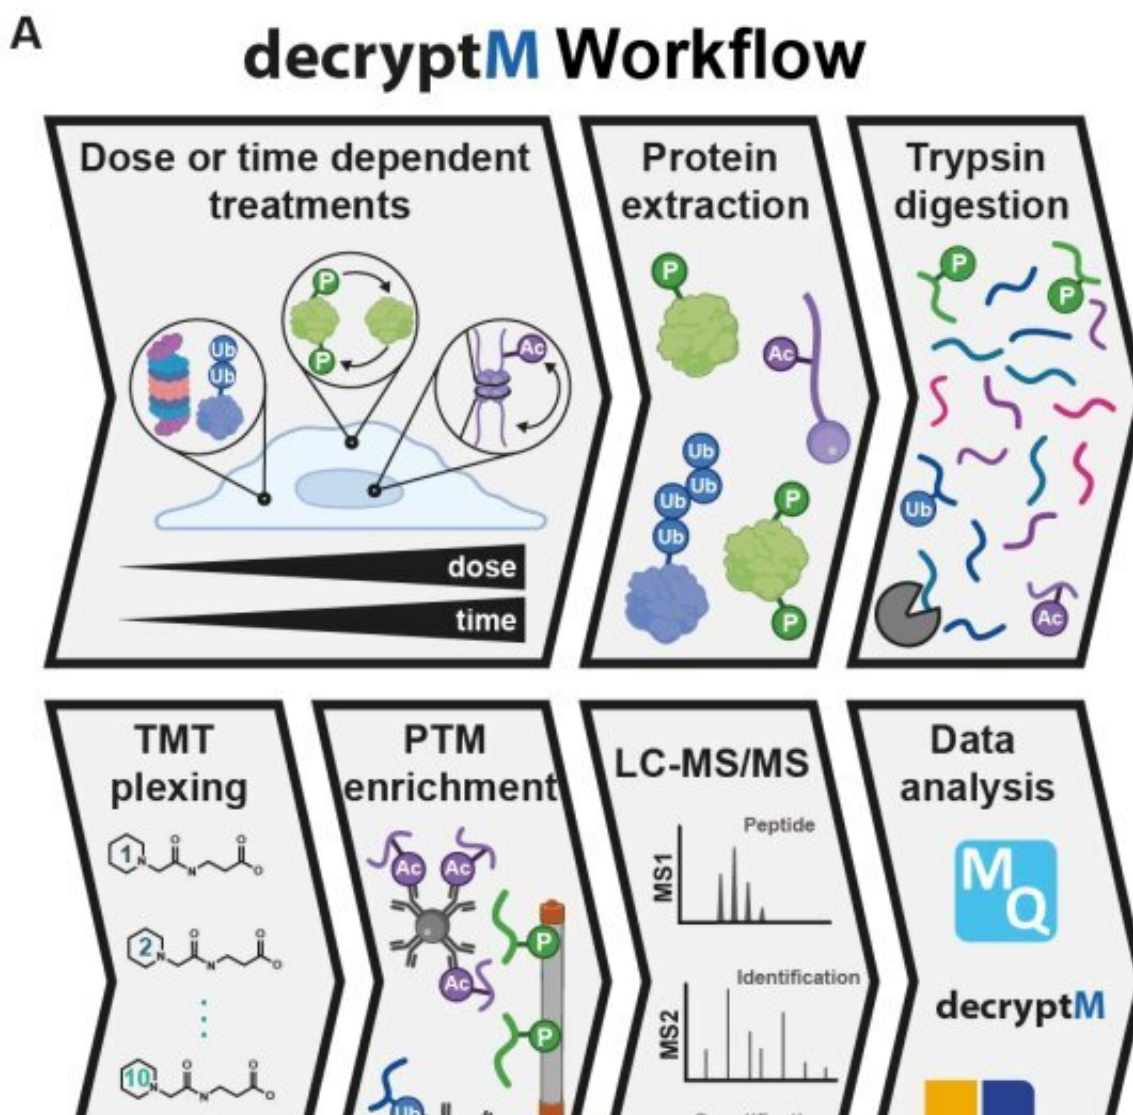 A
decryptM Workflow
Dose or time dependent
treatments
P
P
Ub
Ub
Ac
dose
time
Protein
extraction
P
Ac
Ub
Ub
Ub
Ub
P
P
Trypsin
digestion
P
P
Ub
Ac
TMT
plexing
1
N
O
N
O
O
2
N
O
N
O
O
10
N
O
N
O
O
PTM
enrichment
Ac
Ac
P
Ac
P
Ub
LC-MS/MS
Peptide
MS1
Identification
MS2
Data
analysis
MQ
decryptM